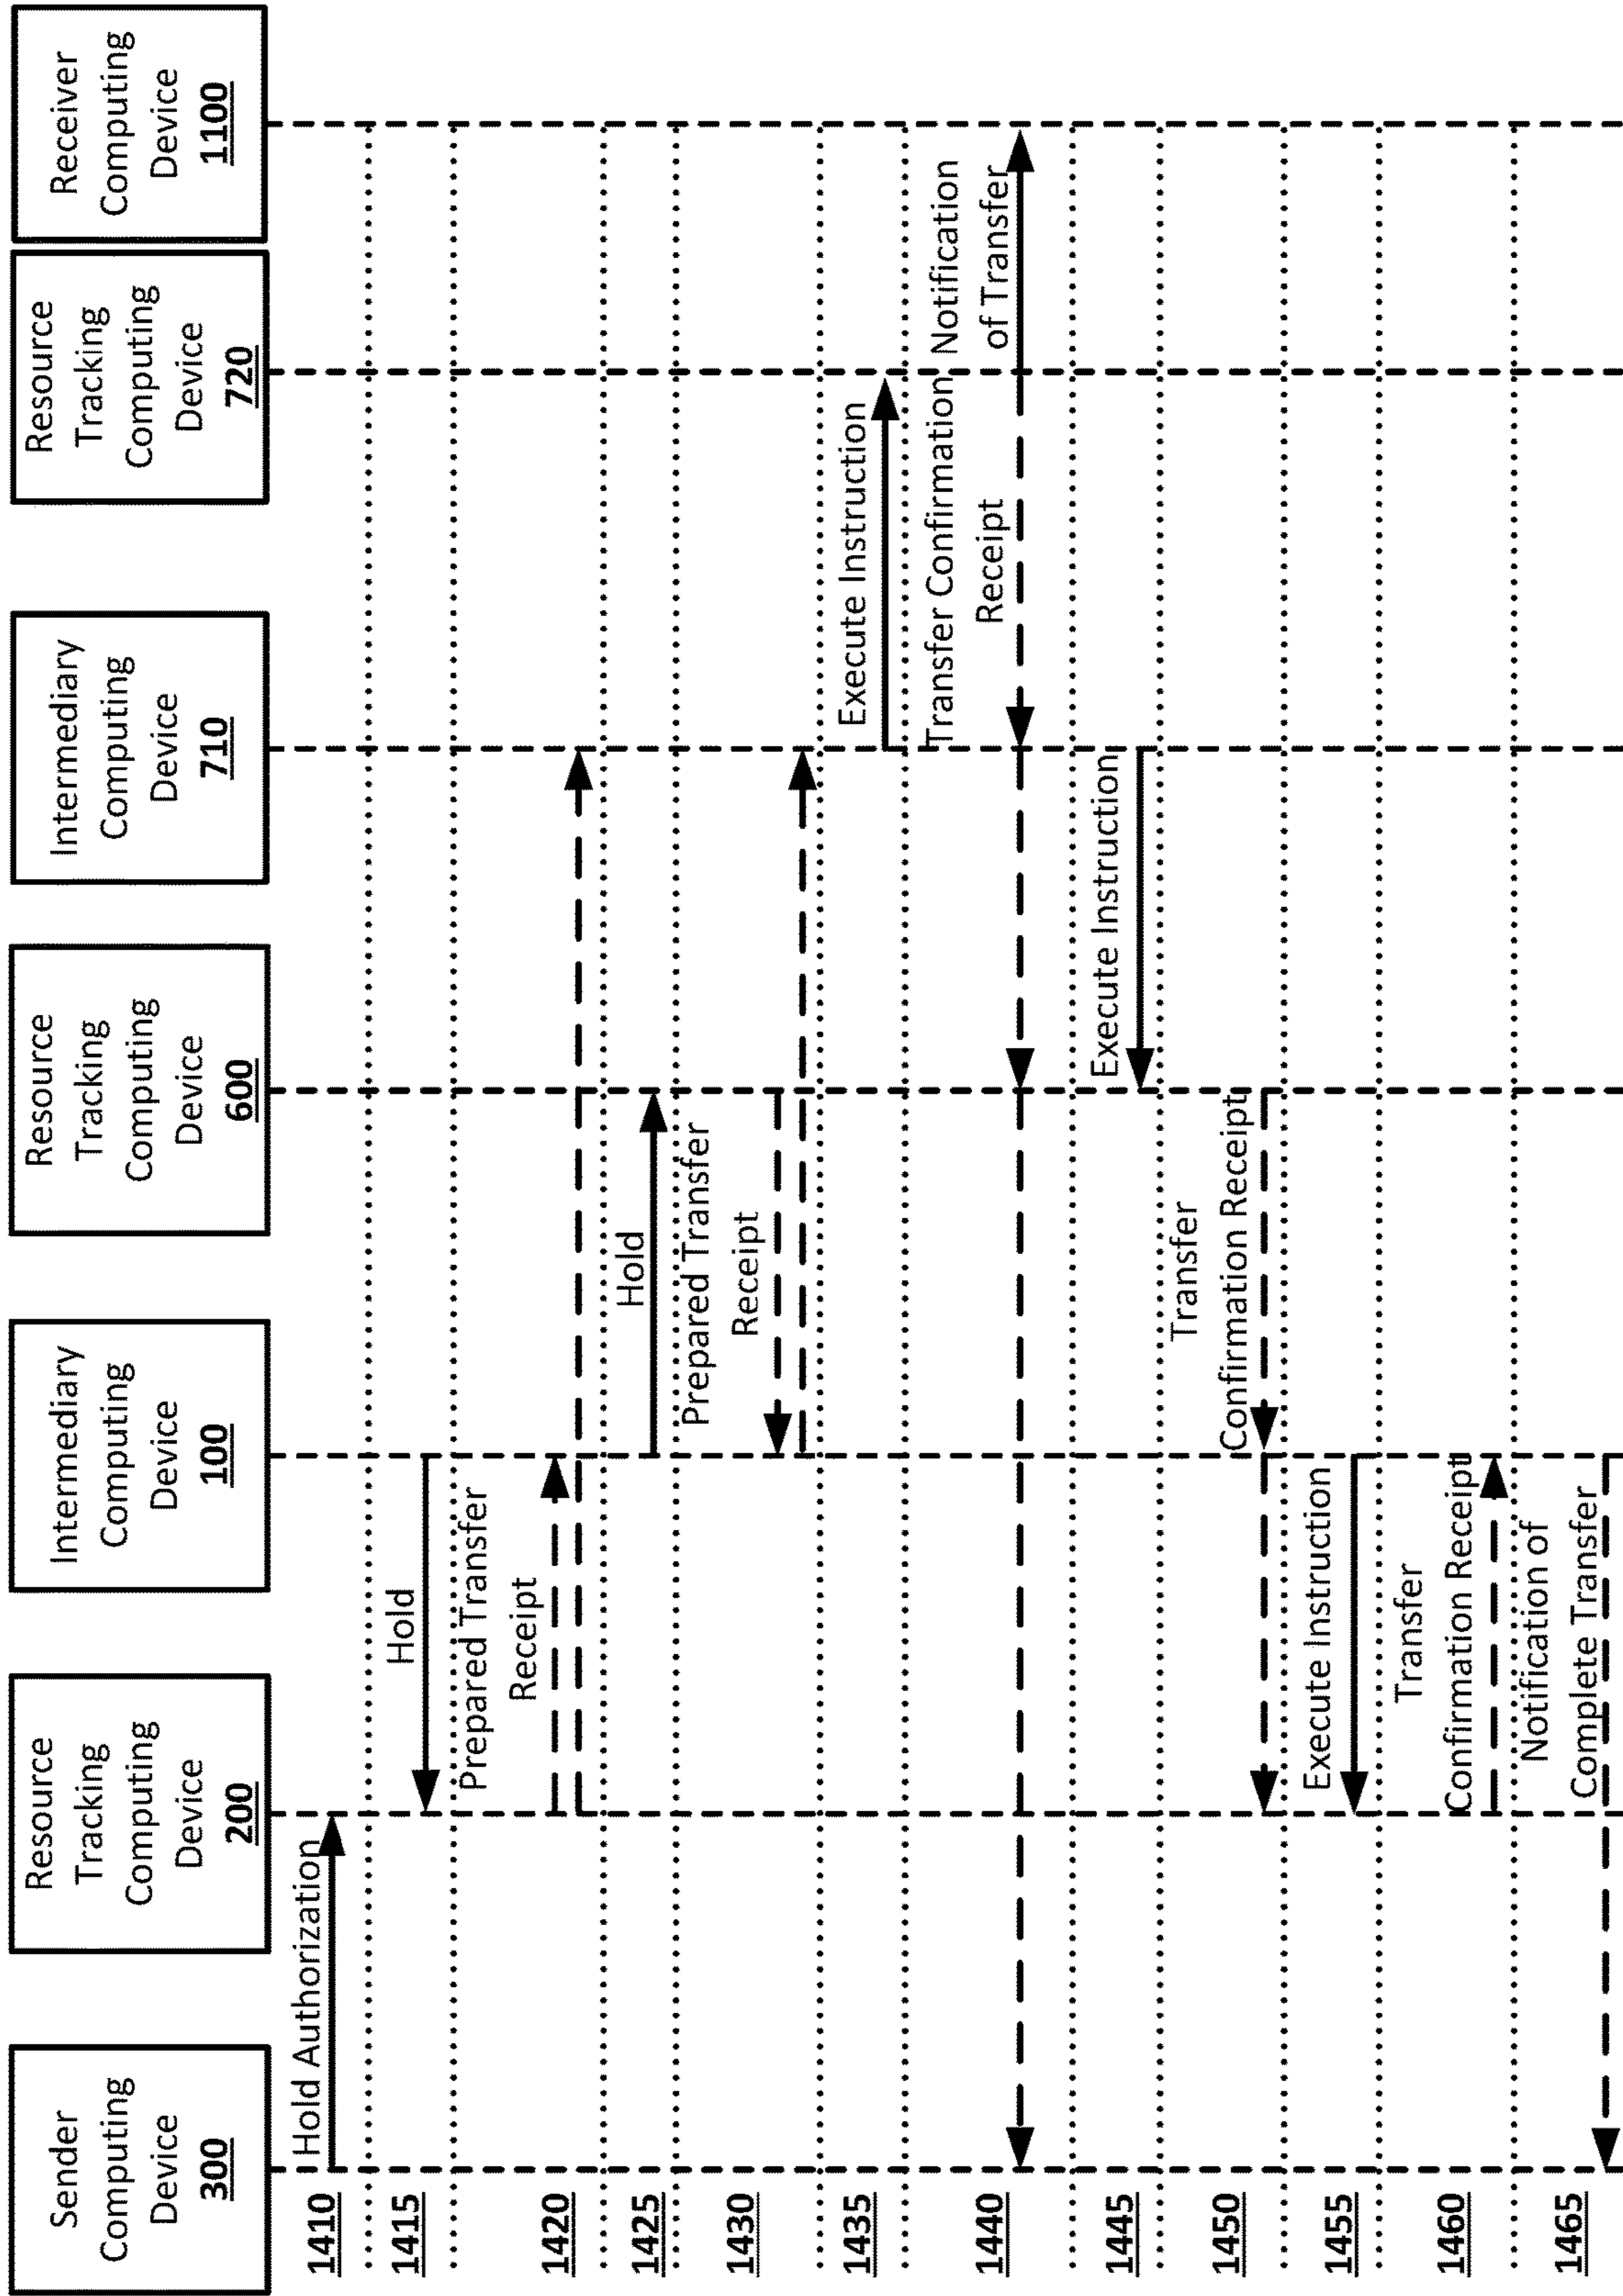 Sender
Computing
Device
300
Resource
Tracking
Computing
Device
200
Intermediary
Computing
Device
100
Resource
Tracking
Computing
Device
600
Intermediary
Computing
Device
710
Resource
Tracking
Computing
Device
720
Receiver
Computing
Device
1100
1410
Hold Authorization
1415
Hold
1420
Prepared Transfer
Receipt
1425
Hold
1430
Prepared Transfer
Receipt
1435
Execute Instruction
1440
Transfer Confirmation
Receipt
Notification
of Transfer
1445
Execute Instruction
1450
Transfer
Confirmation Receipt
1455
Execute Instruction
1460
Transfer
Confirmation Receipt
1465
Notification of
Complete Transfer